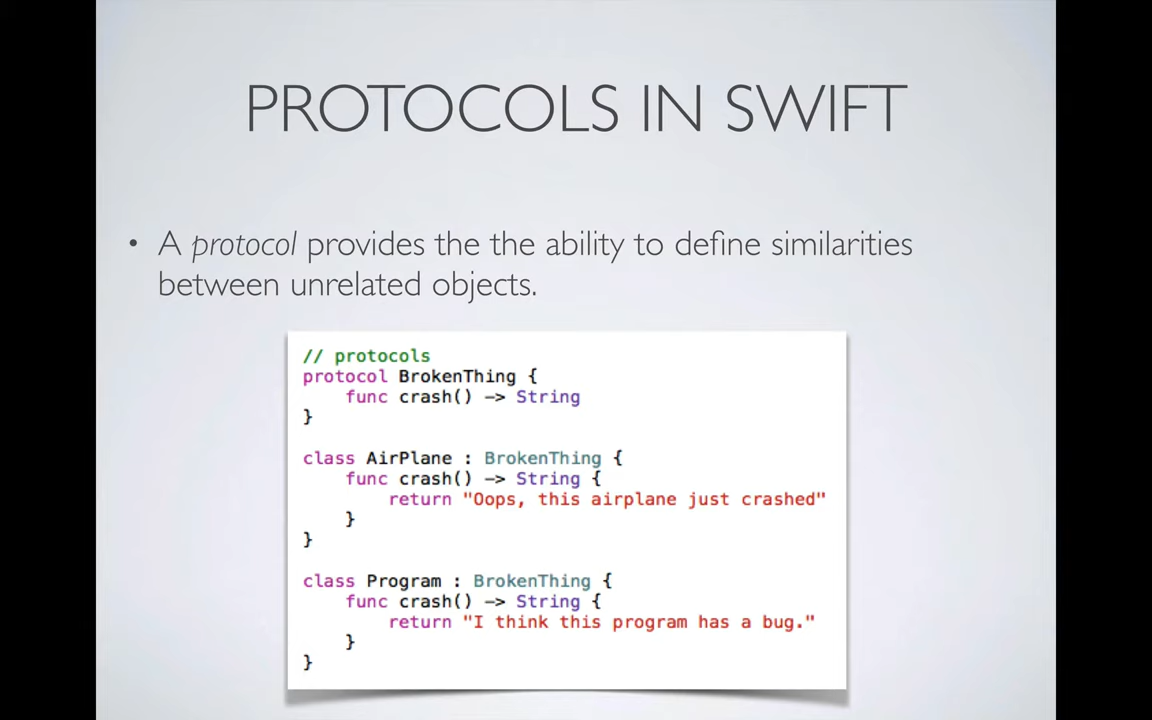 PROTOCOLS IN SWIFT
• A protocol provides the the ability to define similarities
between unrelated objects.
// protocols
protocol BrokenThing {
    func crash() -> String
}
class AirPlane : BrokenThing {
    func crash() -> String {
        return "Oops, this airplane just crashed"
    }
}
class Program : BrokenThing {
    func crash() -> String {
        return "I think this program has a bug."
    }
}